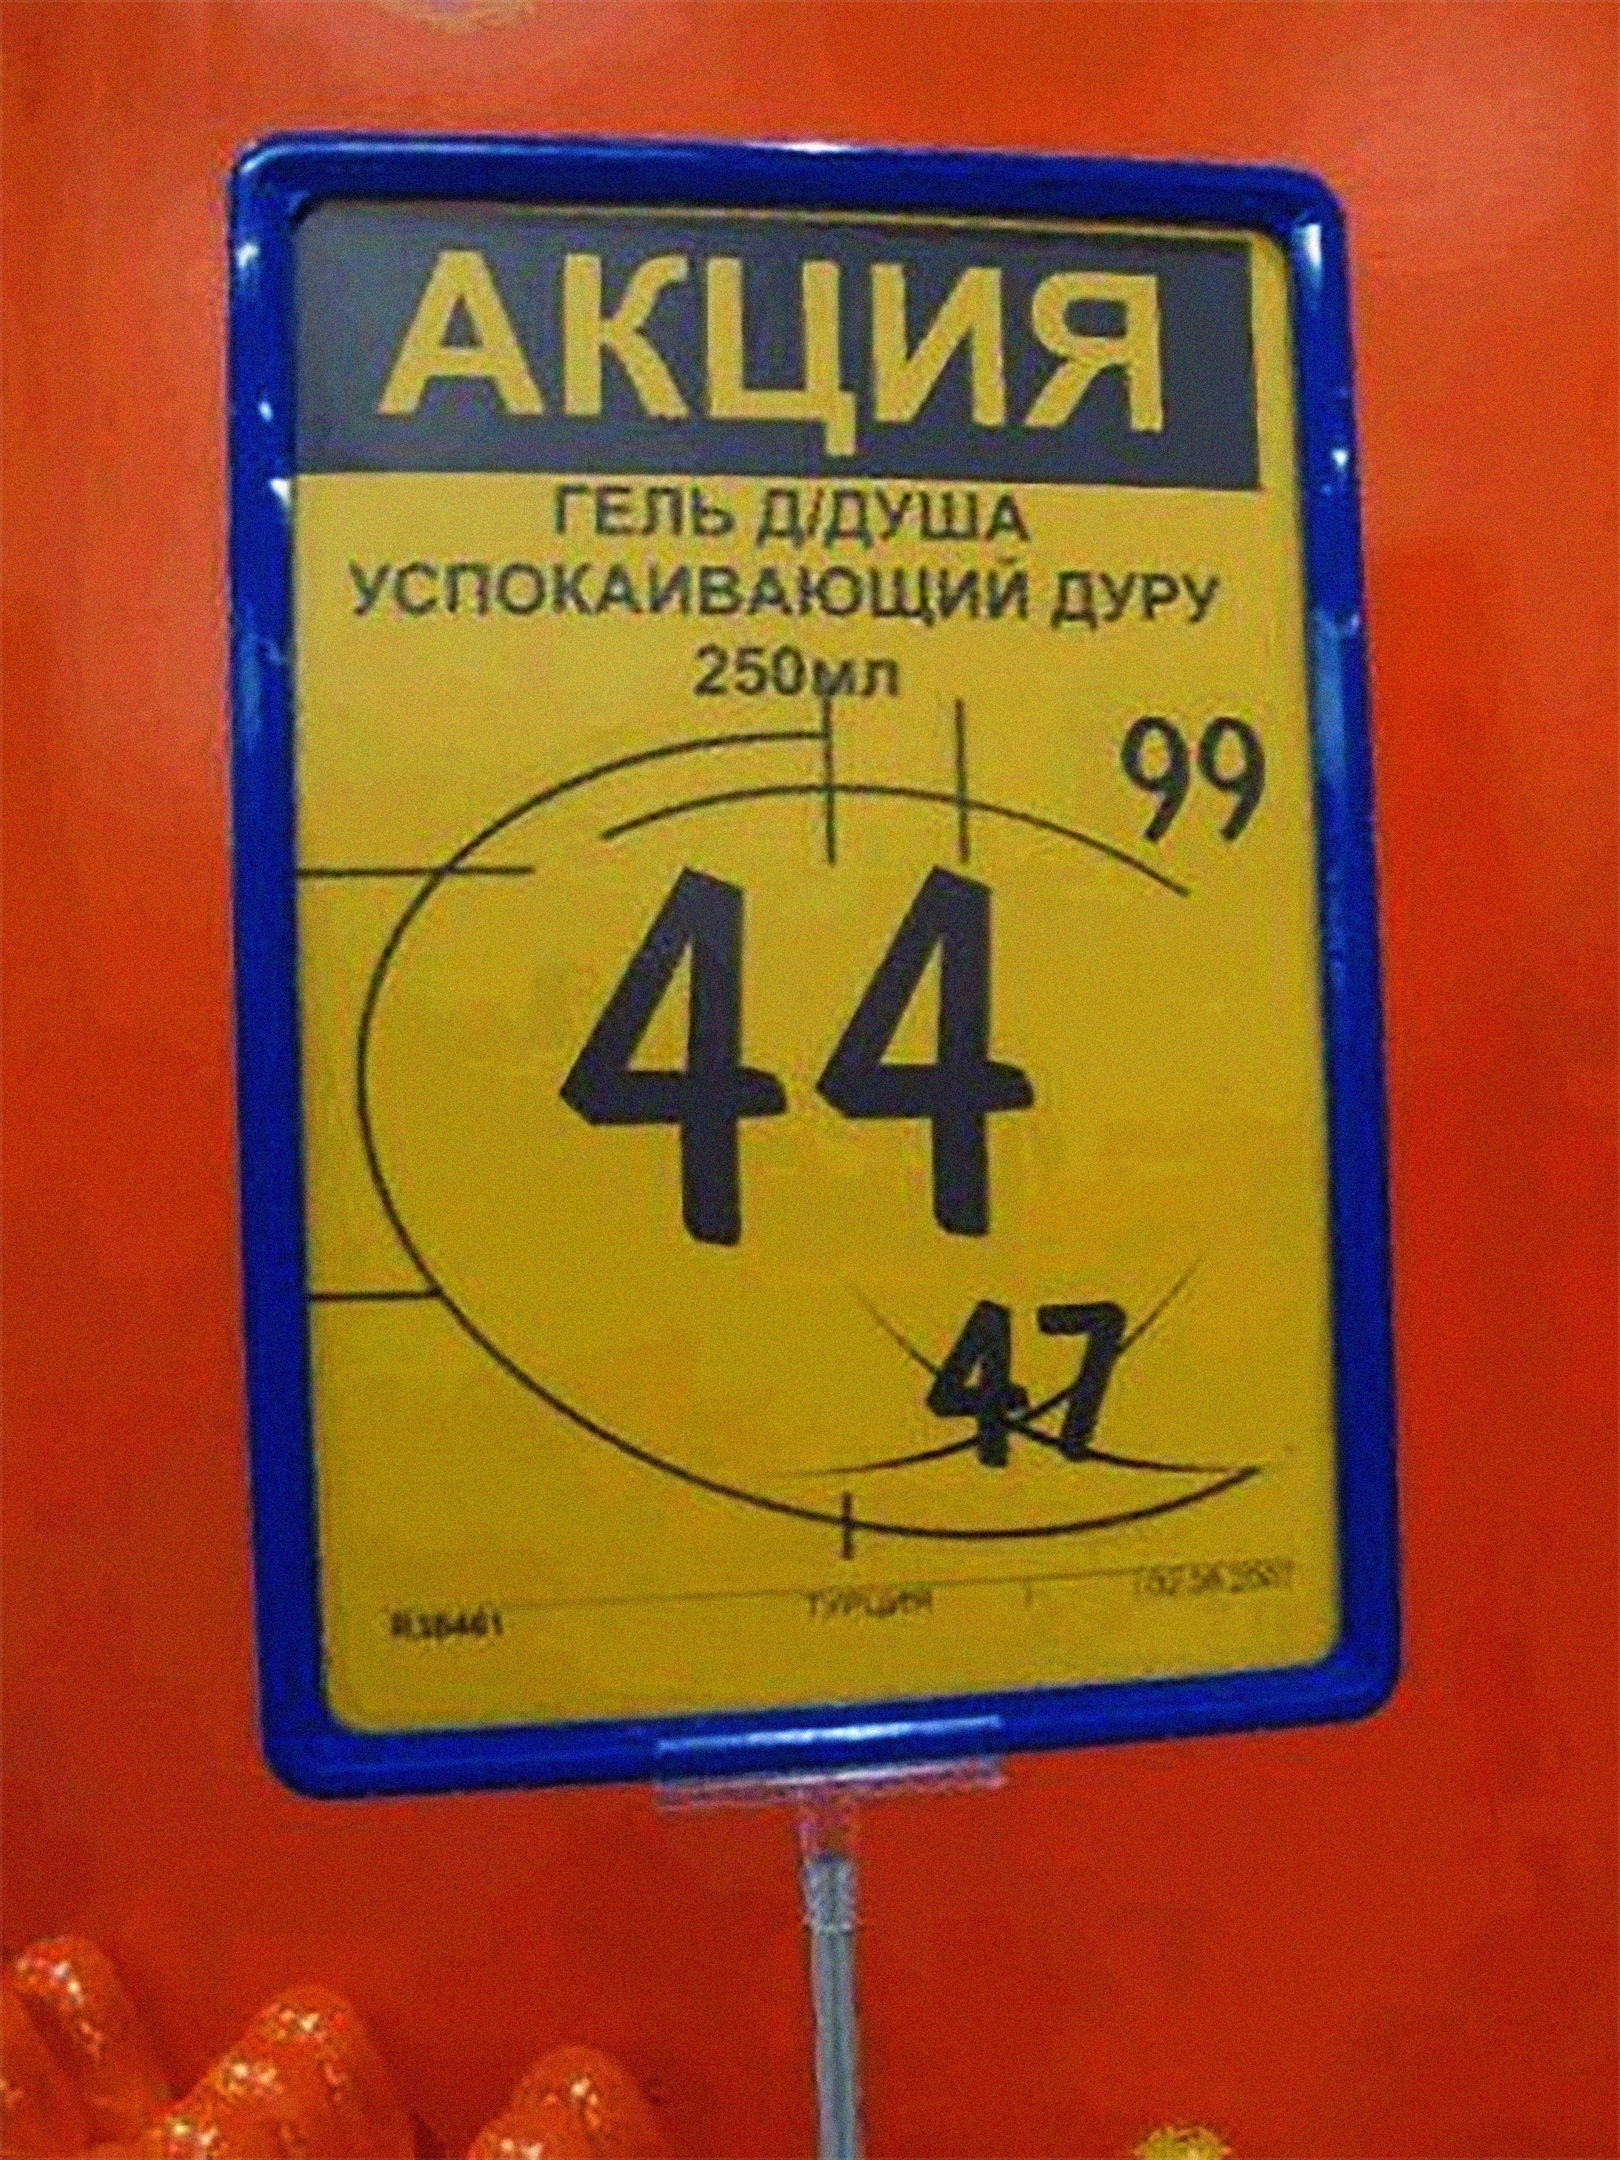 АКЦИЯ
ГЕЛЬ Д/ДУША
УСПОКАИВАЮЩИЙ ДУРУ
250мл
99
44
47
ТУРЦИЯ